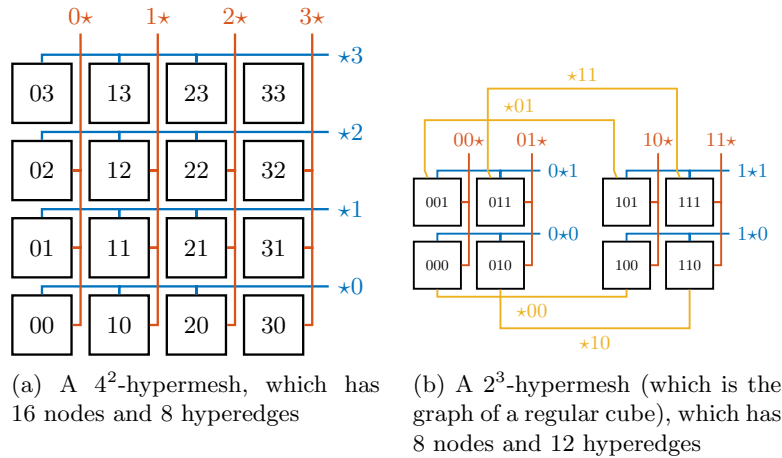 0⋆ 1⋆ 2⋆ 3⋆
⋆3
03 13 23 33
⋆2
02 12 22 32
⋆1
01 11 21 31
⋆0
00 10 20 30
(a) A 4²-hypermesh, which has
16 nodes and 8 hyperedges
⋆11
⋆01
00⋆ 01⋆ 10⋆ 11⋆
0⋆1 1⋆1
001 011 101 111
0⋆0 1⋆0
000 010 100 110
⋆00
⋆10
(b) A 2³-hypermesh (which is the
graph of a regular cube), which has
8 nodes and 12 hyperedges